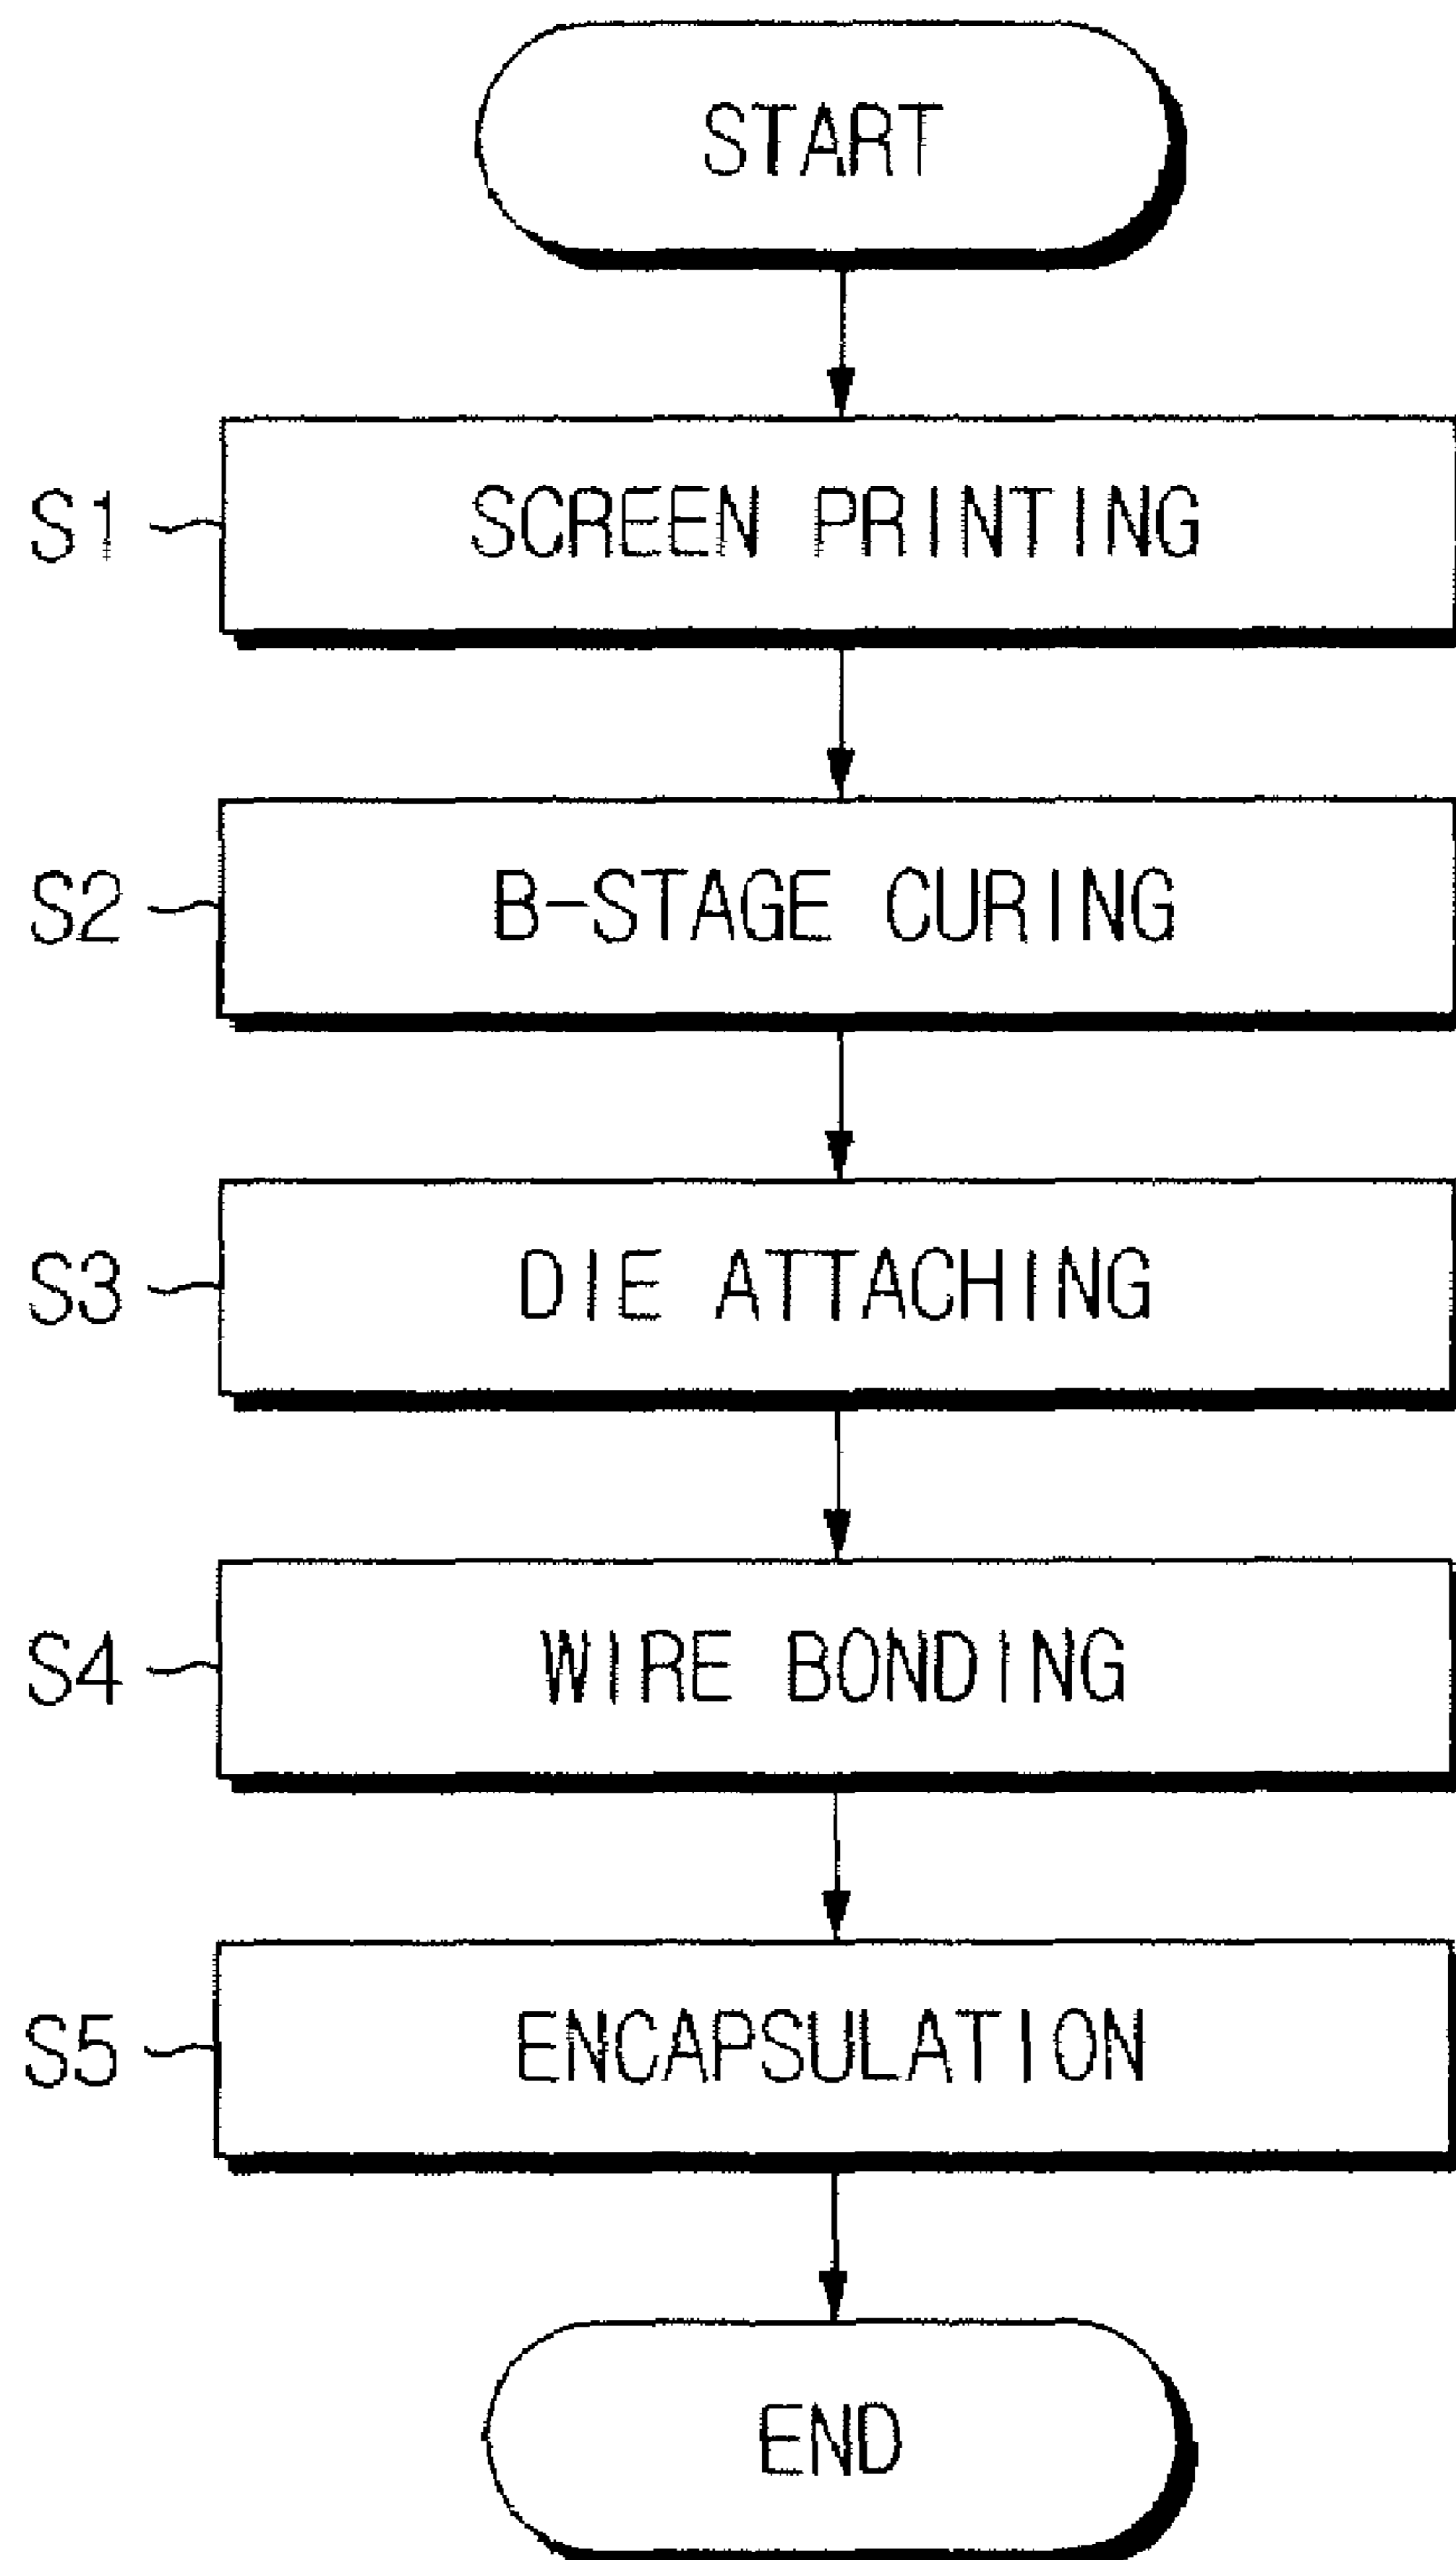 START
S1 SCREEN PRINTING
S2 B-STAGE CURING
S3 DIE ATTACHING
S4 WIRE BONDING
S5 ENCAPSULATION
END